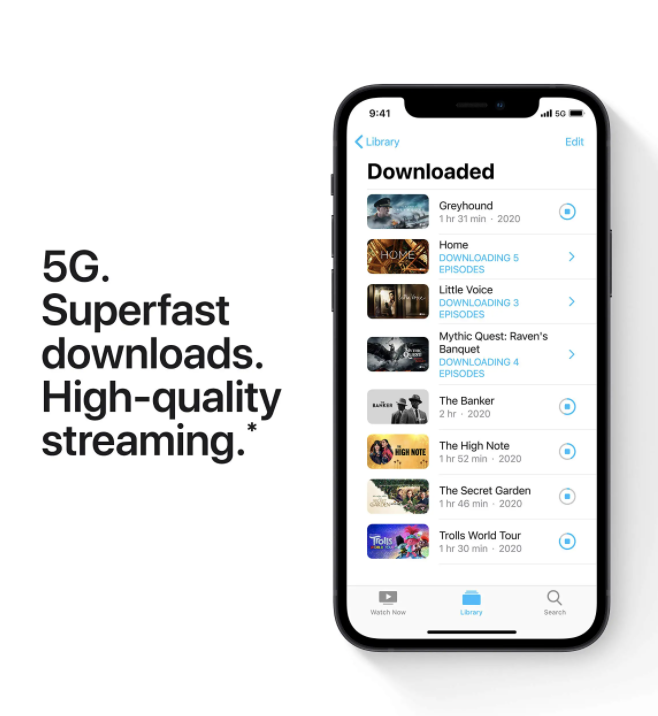 5G.
Superfast
downloads.
High-quality
streaming.*
9:41
5G
Library
Edit
Downloaded
Greyhound
1 hr 31 min · 2020
HOME
Home
DOWNLOADING 5
EPISODES
Little Voice
DOWNLOADING 3
EPISODES
Mythic Quest: Raven's
Banquet
DOWNLOADING 4
EPISODES
THE BANKER
The Banker
2 hr · 2020
THE HIGH NOTE
The High Note
1 hr 52 min · 2020
The Secret Garden
1 hr 46 min · 2020
Trolls
WORLD TOUR
Trolls World Tour
1 hr 30 min · 2020
Watch Now
Library
Search